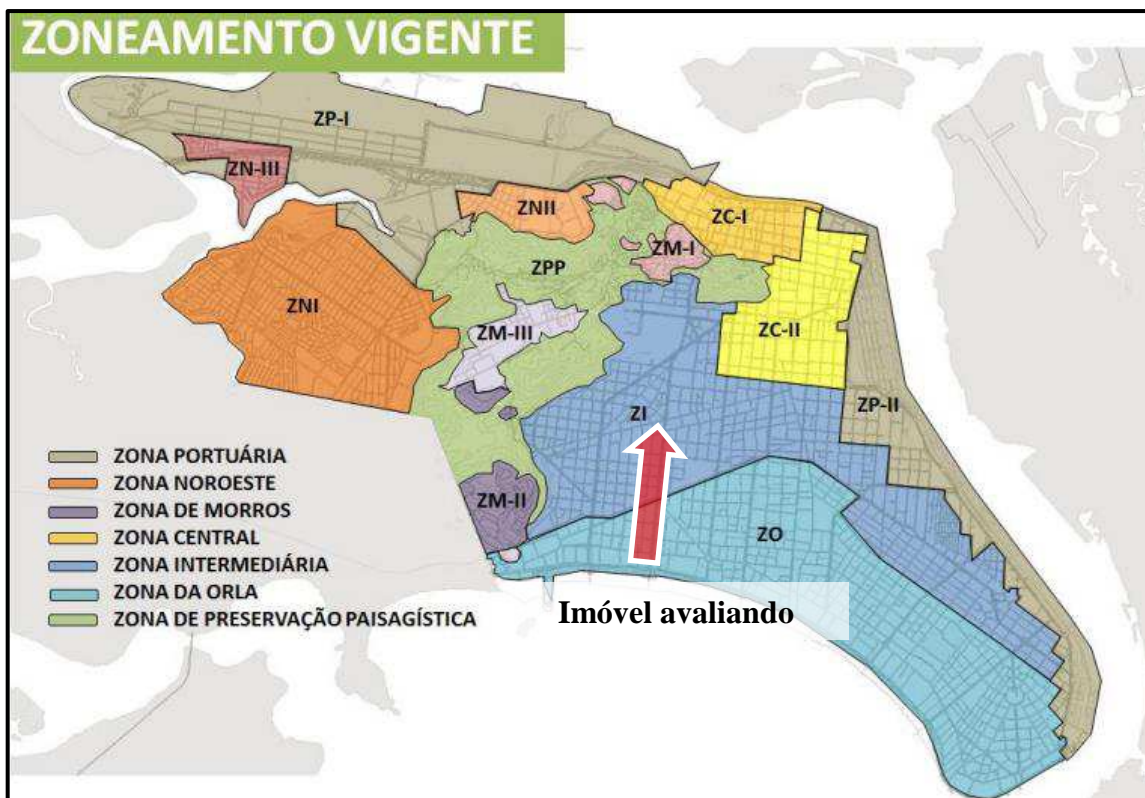 ZONEAMENTO VIGENTE
ZP-I
ZN-III
ZNII
ZC-I
ZM-I
ZPP
ZNI
ZM-III
ZC-II
ZI
ZP-II
ZM-II
ZO
ZONA PORTUÁRIA
ZONA NOROESTE
ZONA DE MORROS
ZONA CENTRAL
ZONA INTERMEDIÁRIA
ZONA DA ORLA
ZONA DE PRESERVAÇÃO PAISAGÍSTICA
Imóvel avaliando